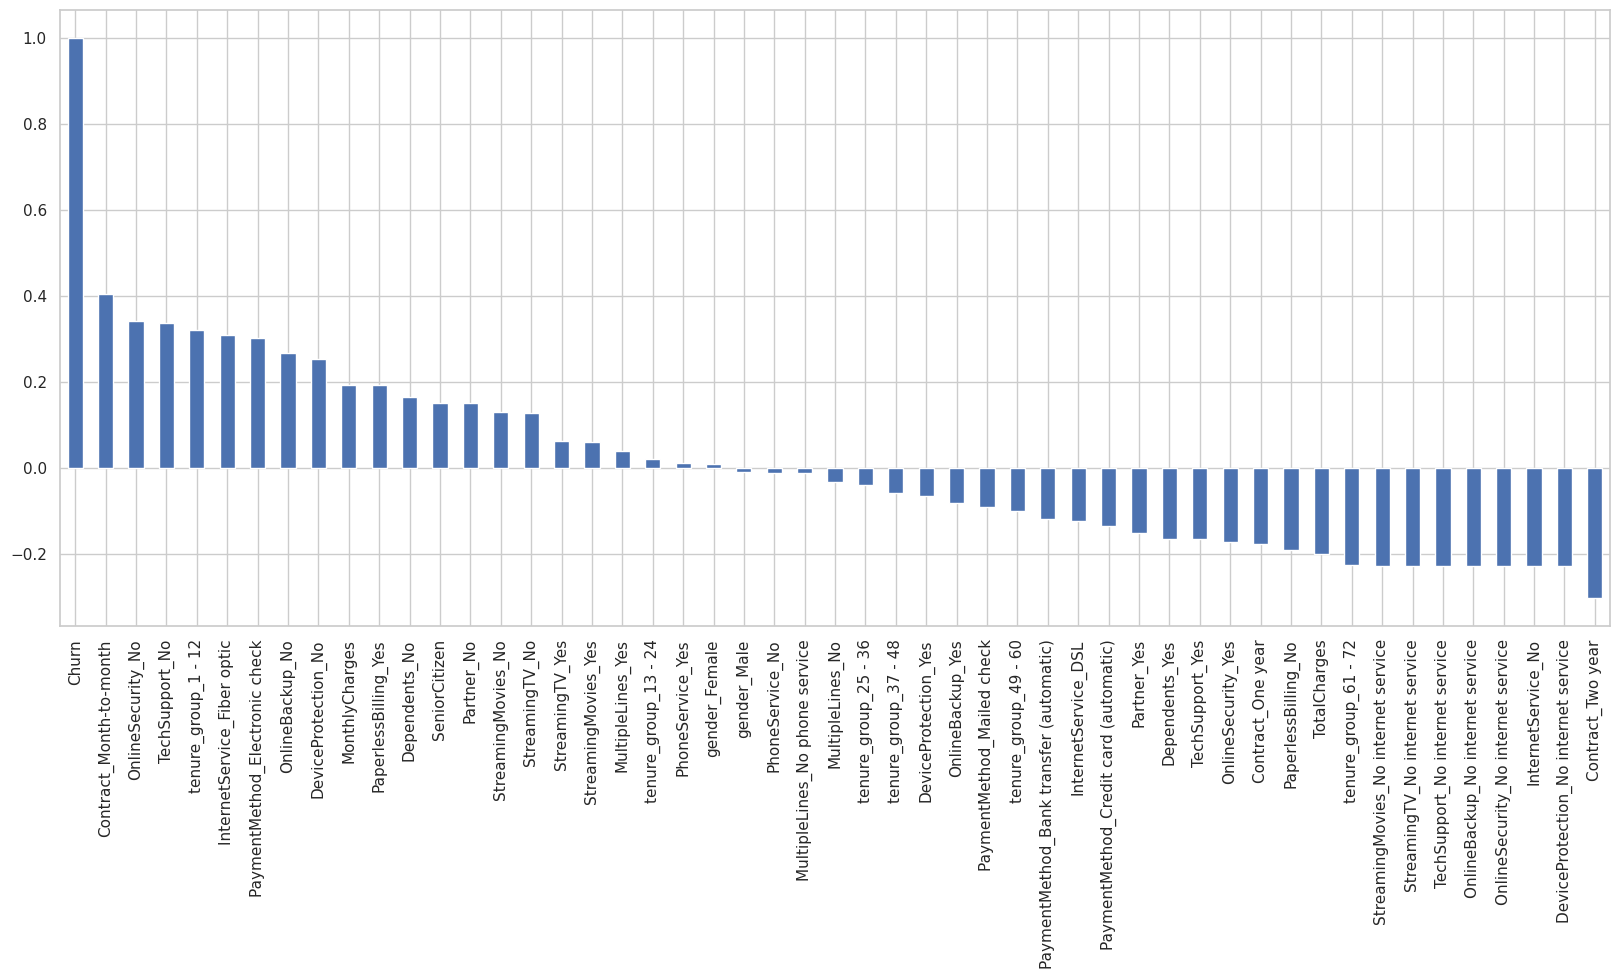 1.0
0.8
0.6
0.4
0.2
0.0
−0.2
Churn
Contract_Month-to-month
OnlineSecurity_No
TechSupport_No
tenure_group_1 - 12
InternetService_Fiber optic
PaymentMethod_Electronic check
OnlineBackup_No
DeviceProtection_No
MonthlyCharges
PaperlessBilling_Yes
Dependents_No
SeniorCitizen
Partner_No
StreamingMovies_No
StreamingTV_No
StreamingTV_Yes
StreamingMovies_Yes
MultipleLines_Yes
tenure_group_13 - 24
PhoneService_Yes
gender_Female
gender_Male
PhoneService_No
MultipleLines_No phone service
MultipleLines_No
tenure_group_25 - 36
tenure_group_37 - 48
DeviceProtection_Yes
OnlineBackup_Yes
PaymentMethod_Mailed check
tenure_group_49 - 60
PaymentMethod_Bank transfer (automatic)
InternetService_DSL
PaymentMethod_Credit card (automatic)
Partner_Yes
Dependents_Yes
TechSupport_Yes
OnlineSecurity_Yes
Contract_One year
PaperlessBilling_No
TotalCharges
tenure_group_61 - 72
StreamingMovies_No internet service
StreamingTV_No internet service
TechSupport_No internet service
OnlineBackup_No internet service
OnlineSecurity_No internet service
InternetService_No
DeviceProtection_No internet service
Contract_Two year